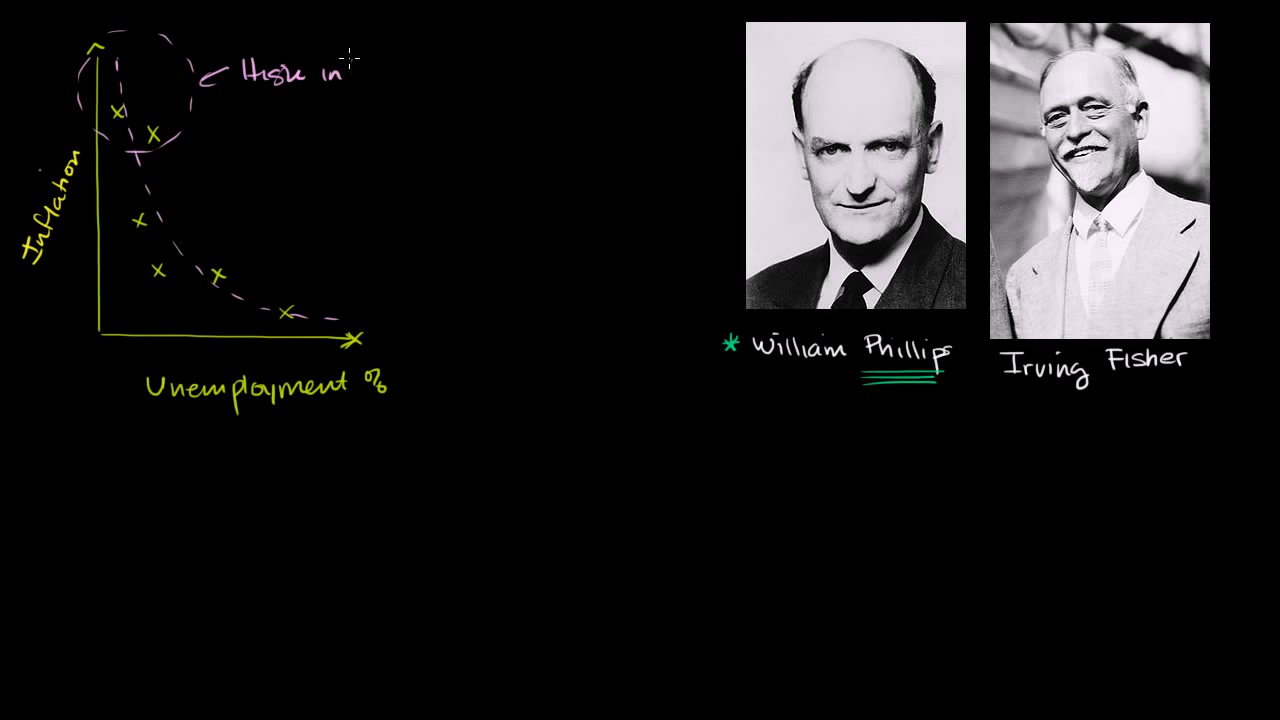 High in
Inflation
Unemployment %
* William Phillips
Irving Fisher